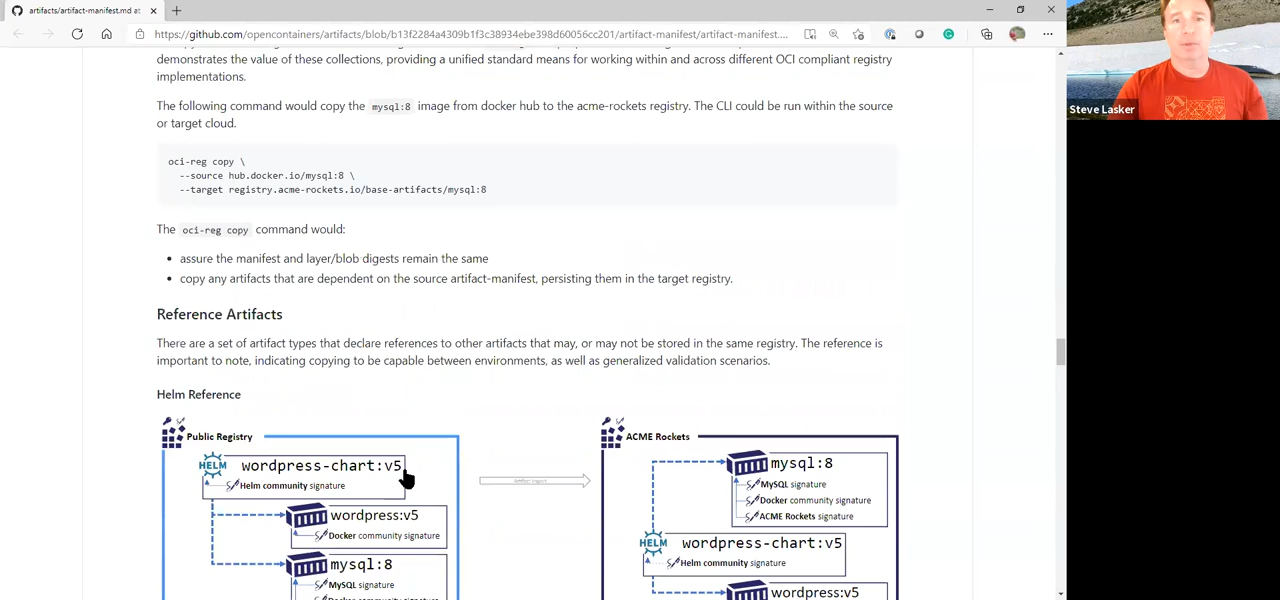 artifacts/artifact-manifest.md at
https://github.com/opencontainers/artifacts/blob/b13f2284a4309b1f3c38934ebe398d60056cc201/artifact-manifest/artifact-manifest....
demonstrates the value of these collections, providing a unified standard means for working within and across different OCI compliant registry
implementations.
The following command would copy the mysql:8 image from docker hub to the acme-rockets registry. The CLI could be run within the source
or target cloud.
oci-reg copy \
--source hub.docker.io/mysql:8 \
--target registry.acme-rockets.io/base-artifacts/mysql:8
The oci-reg copy command would:
• assure the manifest and layer/blob digests remain the same
• copy any artifacts that are dependent on the source artifact-manifest, persisting them in the target registry.
Reference Artifacts
There are a set of artifact types that declare references to other artifacts that may, or may not be stored in the same registry. The reference is
important to note, indicating copying to be capable between environments, as well as generalized validation scenarios.
Helm Reference
Public Registry
HELM wordpress-chart:v5
Helm community signature
wordpress:v5
Docker community signature
mysql:8
MySQL signature
Docker community signature
Artifact Import
ACME Rockets
mysql:8
MySQL signature
Docker community signature
ACME Rockets signature
HELM wordpress-chart:v5
Helm community signature
wordpress:v5
Steve Lasker